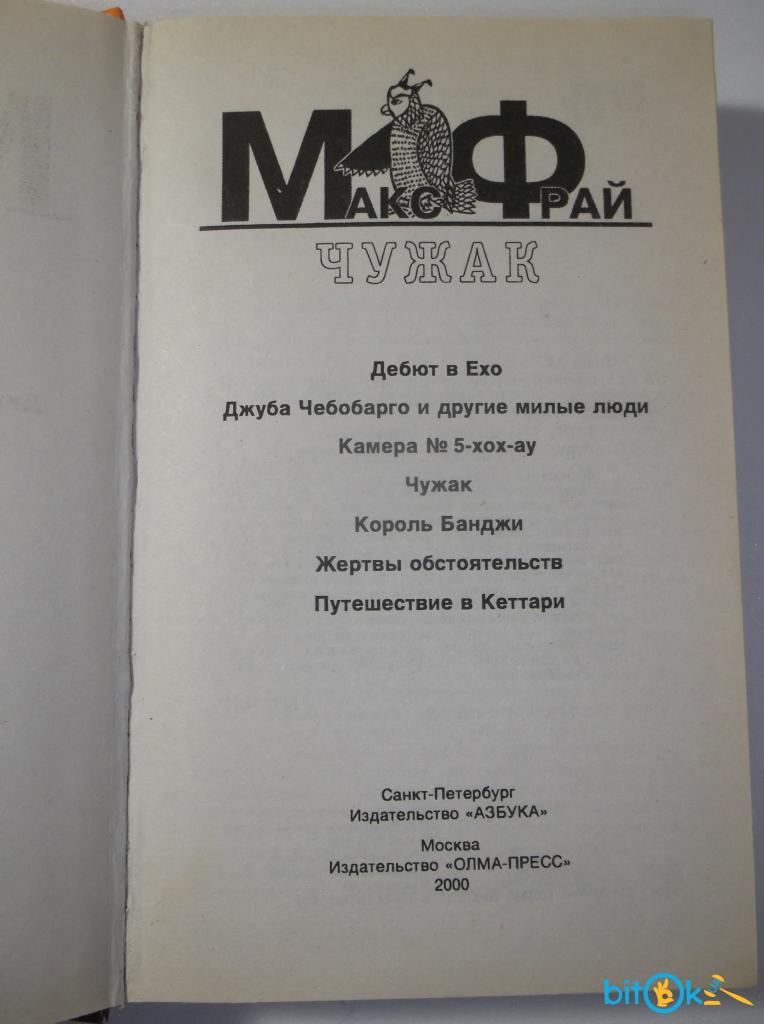 МАКС ФРАЙ
ЧУЖАК
Дебют в Ехо
Джуба Чебобарго и другие милые люди
Камера № 5-хох-ау
Чужак
Король Банджи
Жертвы обстоятельств
Путешествие в Кеттари
Санкт-Петербург
Издательство «АЗБУКА»
Москва
Издательство «ОЛМА-ПРЕСС»
2000
bitOk